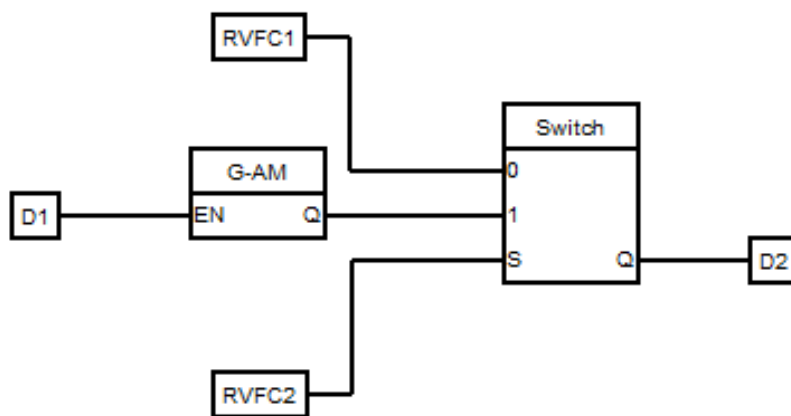 RVFC1
Switch
G-AM
0
D1
EN Q
1
S Q
D2
RVFC2